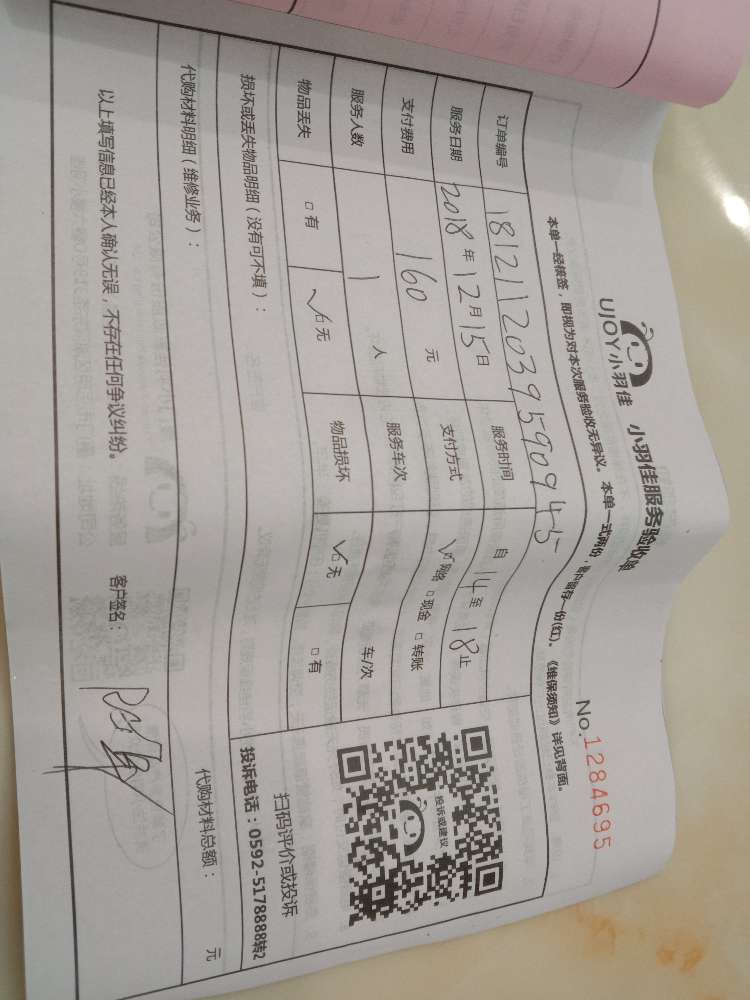 UJOY小羽佳 小羽佳服务验收单
No.1284695
本单一经核签，即视为对本次服务验收无异议。本单一式两份，客户留存一份(红)。《维保须知》详见背面。
订单编号 181211203959094515
服务日期 2018年12月15日 服务时间 自14至18止
支付费用 160元 支付方式 ☑网络 □现金 □转账
服务人数 1人 服务车次 车/次
物品丢失 □有 ☑无 物品损坏 ☑无 □有
损坏或丢失物品明细（没有可不填）：
投诉或建议
扫码评价或投诉
投诉电话：0592-5178888转2
代购材料明细（维修业务）： 代购材料总额： 元
以上填写信息已经本人确认无误，不存在任何争议纠纷。 客户签名：